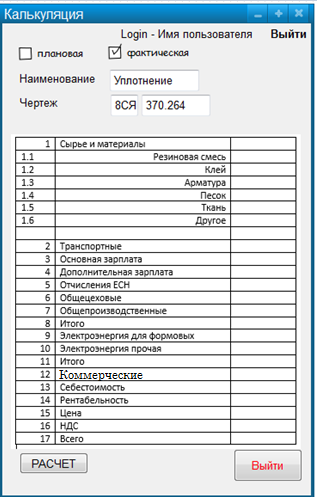 Калькуляция
Login - Имя пользователя Выйти
плановая фактическая
Наименование Уплотнение
Чертеж 8СЯ 370.264
1 Сырье и материалы
1.1 Резиновая смесь
1.2 Клей
1.3 Арматура
1.4 Песок
1.5 Ткань
1.6 Другое
2 Транспортные
3 Основная зарплата
4 Дополнительная зарплата
5 Отчисления ЕСН
6 Общецеховые
7 Общепроизводственные
8 Итого
9 Электроэнергия для формовых
10 Электроэнергия прочая
11 Итого
12 Коммерческие
13 Себестоимость
14 Рентабельность
15 Цена
16 НДС
17 Всего
РАСЧЕТ Выйти